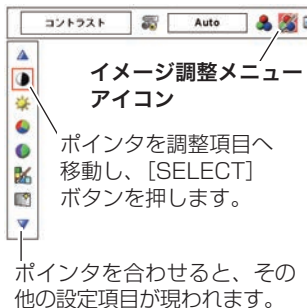 コントラスト
Auto
イメージ調整メニュー
アイコン
ポインタを調整項目へ
移動し、［SELECT］
ボタンを押します。
ポインタを合わせると、その
他の設定項目が現われます。